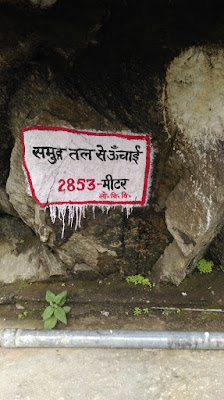 समुद्र तल से ऊँचाई
2853-मीटर
लो. नि. वि.